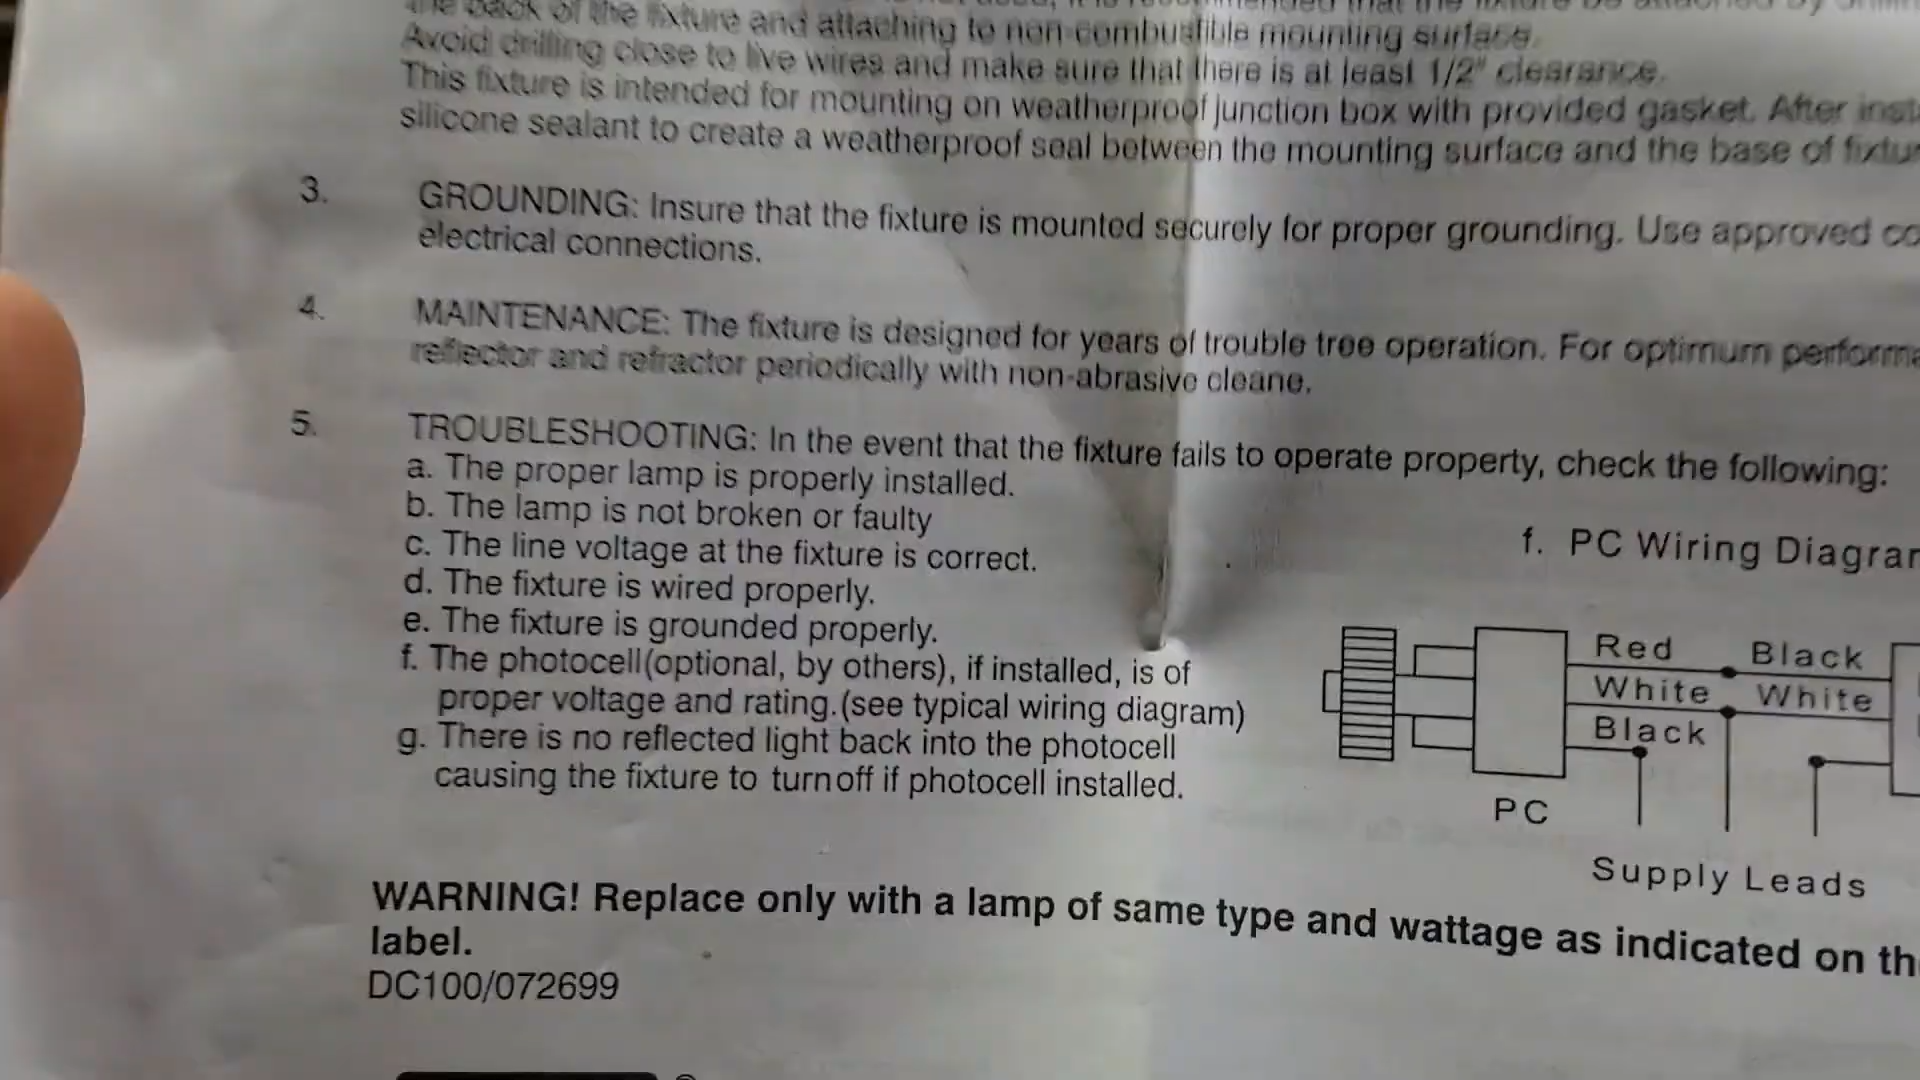 the back of the fixture and attaching to non-combustible mounting surface.
Avoid drilling close to live wires and make sure that there is at least 1/2" clearance.
This fixture is intended for mounting on weatherproof junction box with provided gasket. After
silicone sealant to create a weatherproof seal between the mounting surface and the base of
3. GROUNDING: Insure that the fixture is mounted securely for proper grounding. Use approved
electrical connections.
4. MAINTENANCE: The fixture is designed for years of trouble tree operation. For optimum
reflector and refractor periodically with non-abrasive cleane.
5. TROUBLESHOOTING: In the event that the fixture fails to operate property, check the following:
a. The proper lamp is properly installed.
b. The lamp is not broken or faulty
c. The line voltage at the fixture is correct.
d. The fixture is wired properly.
e. The fixture is grounded properly.
f. The photocell(optional, by others), if installed, is of
proper voltage and rating.(see typical wiring diagram)
g. There is no reflected light back into the photocell
causing the fixture to turnoff if photocell installed.
f. PC Wiring
Red Black
White White
Black
PC
Supply Leads
WARNING! Replace only with a lamp of same type and wattage as indicated on
label.
DC100/072699